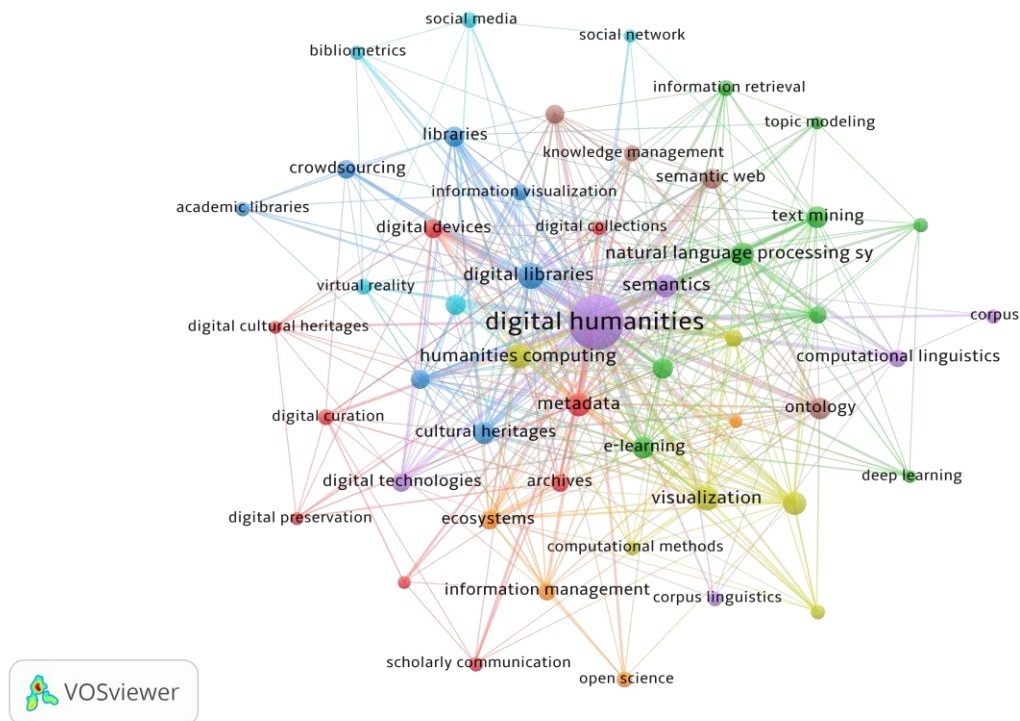 social media
social network
bibliometrics
information retrieval
topic modeling
libraries
knowledge management
crowdsourcing
semantic web
information visualization
academic libraries
text mining
digital devices
digital collections
natural language processing sy
digital libraries
semantics
virtual reality
corpus
digital humanities
digital cultural heritages
humanities computing
computational linguistics
metadata
ontology
digital curation
cultural heritages
e-learning
deep learning
digital technologies
archives
visualization
digital preservation
ecosystems
computational methods
information management
corpus linguistics
scholarly communication
open science
VOSviewer